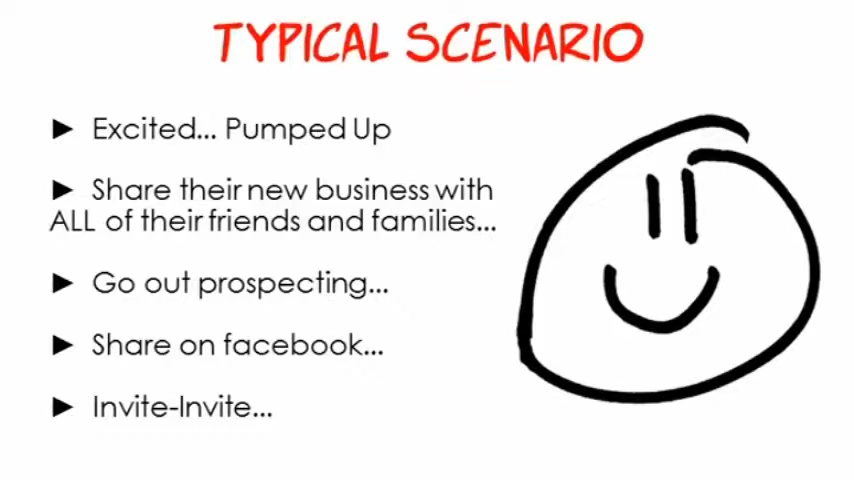 TYPICAL SCENARIO
► Excited... Pumped Up
► Share their new business with
ALL of their friends and families...
► Go out prospecting...
► Share on facebook...
► Invite-Invite...